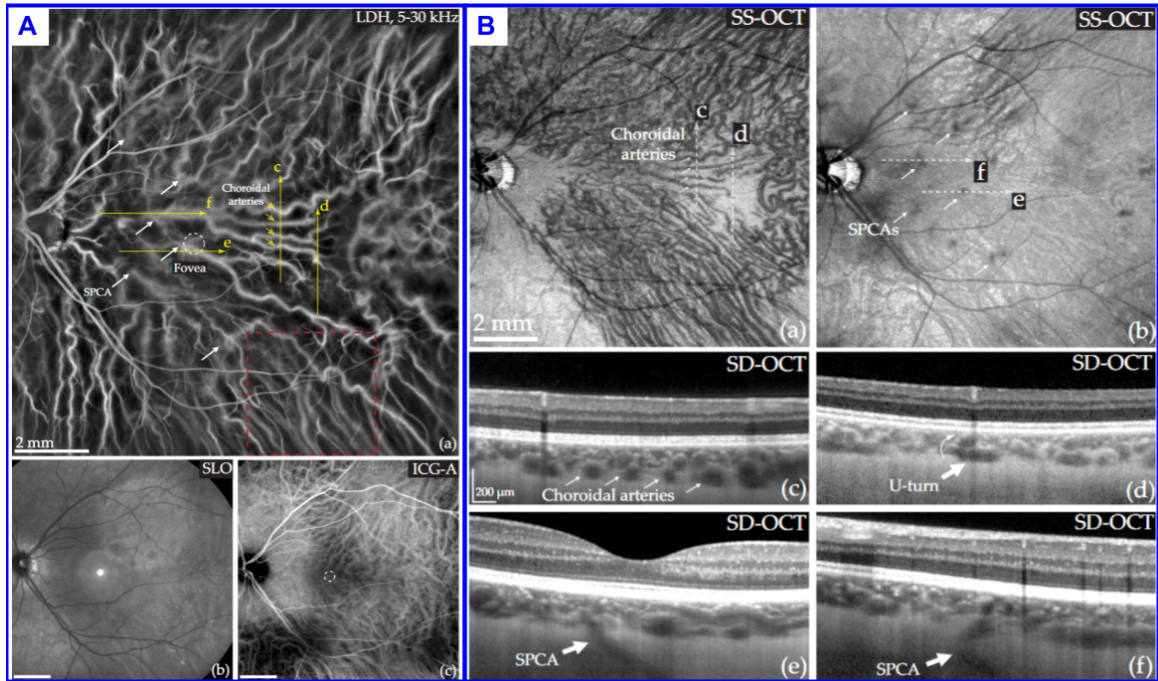 A
LDH, 5-30 kHz
c
Choroidal
arteries
f
d
e
Fovea
SPCA
2 mm
(a)
SLO
(b)
ICG-A
(c)
B
SS-OCT
c
Choroidal
arteries
d
2 mm
(a)
SS-OCT
f
e
SPCAs
(b)
SD-OCT
200 µm
Choroidal arteries
(c)
SD-OCT
U-turn
(d)
SD-OCT
SPCA
(e)
SD-OCT
SPCA
(f)